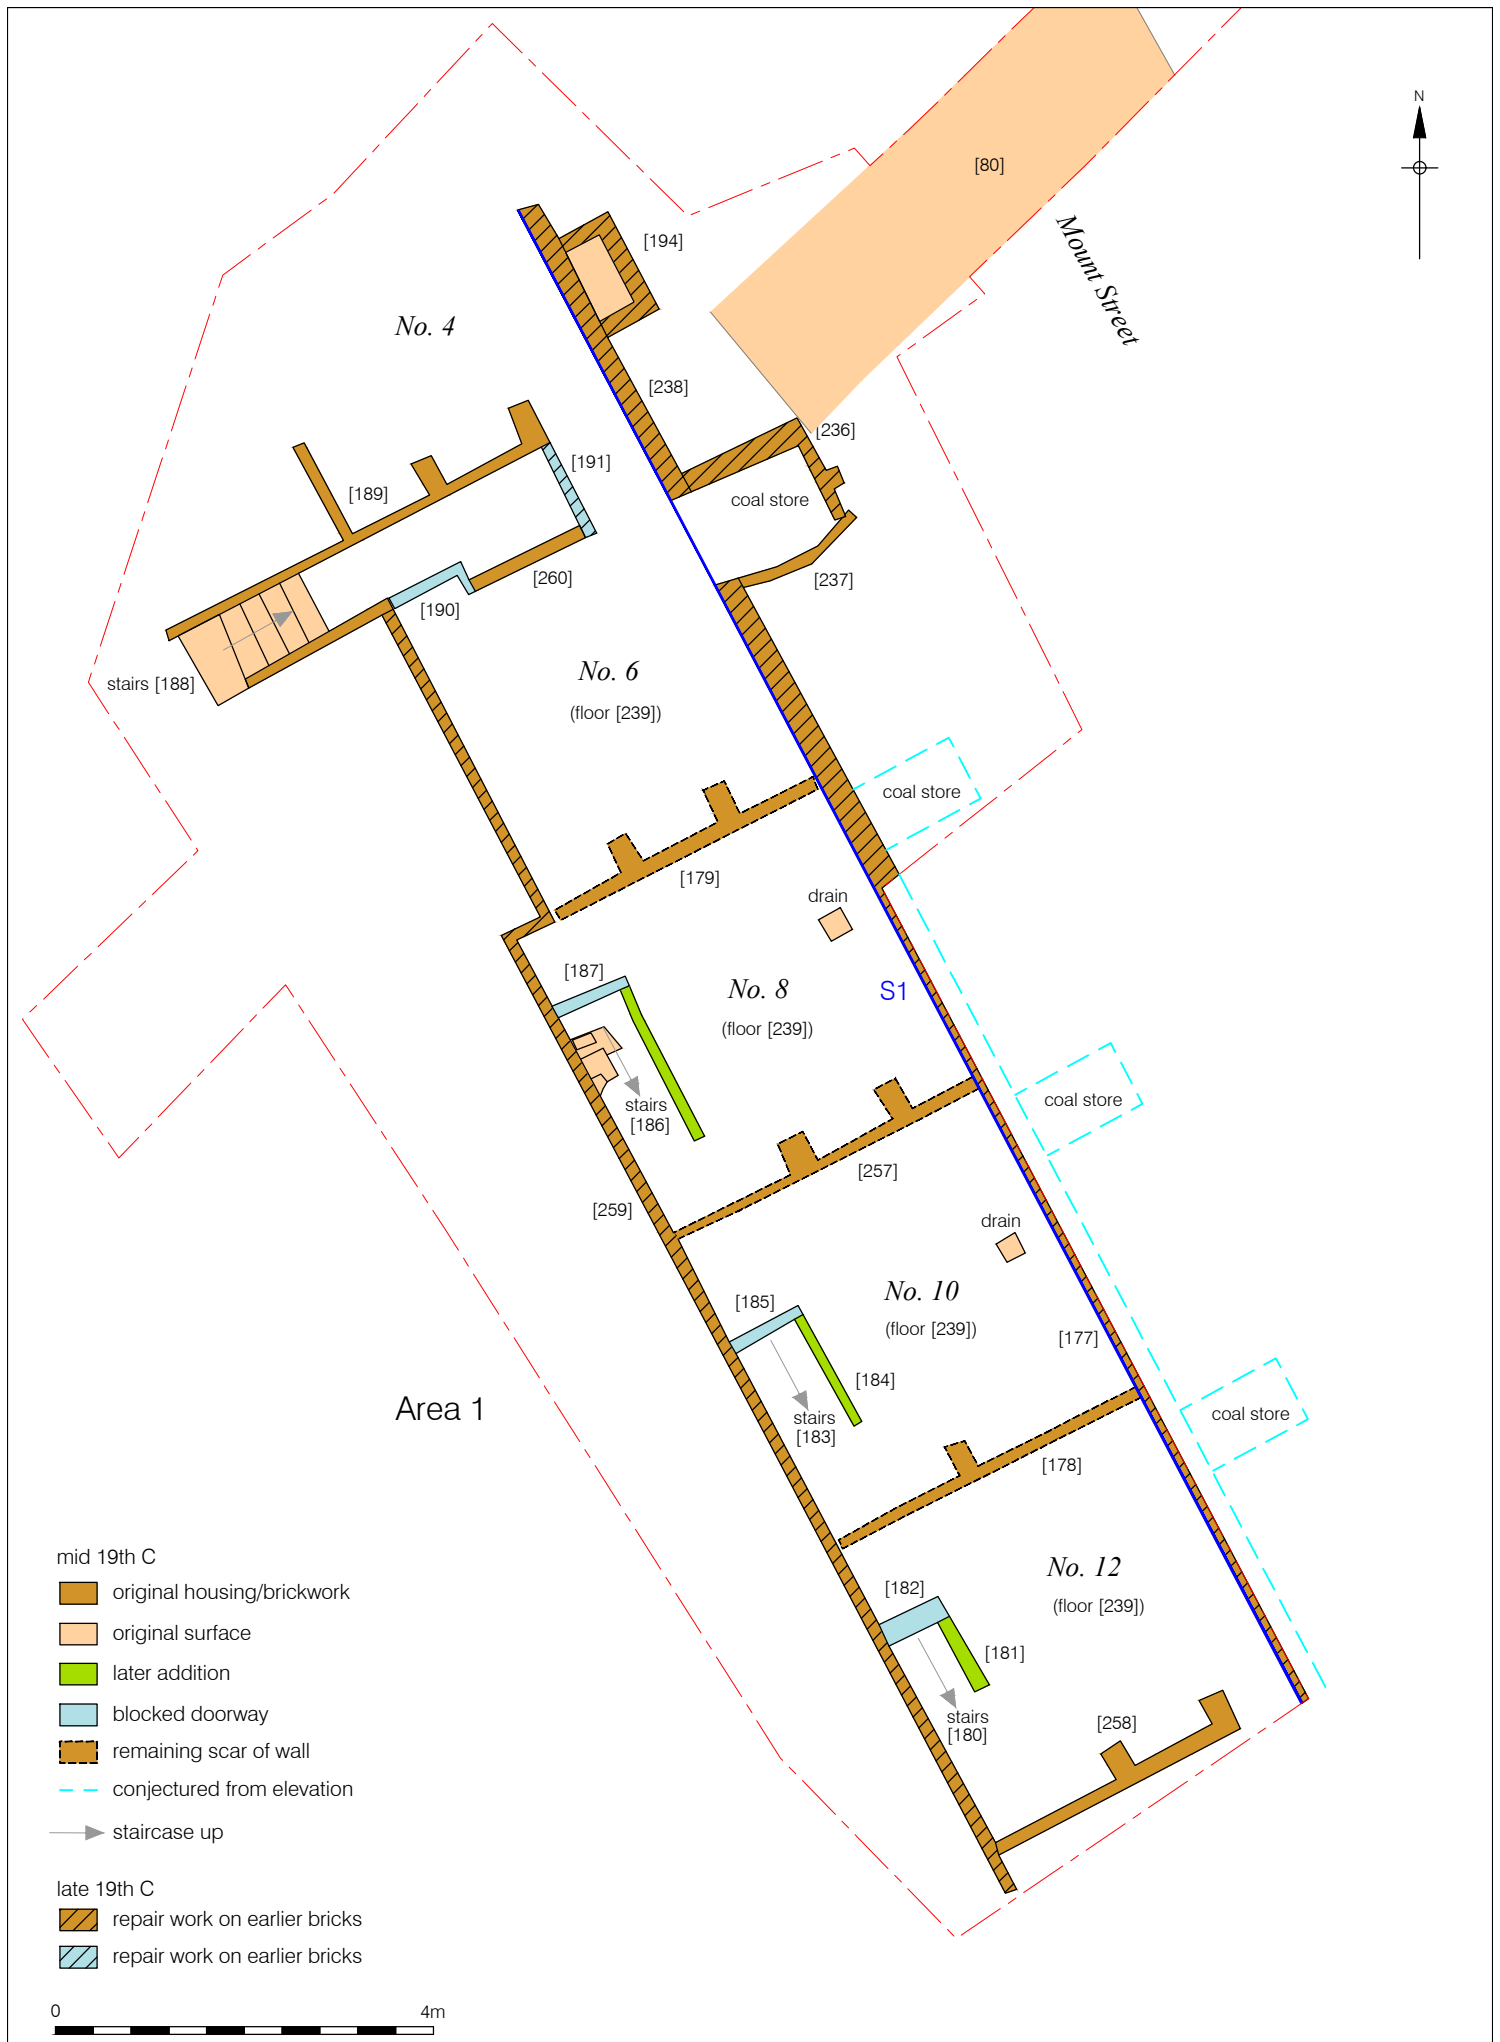 N
[80]
Mount Street
[194]
No. 4
[238]
[236]
[191]
[189]
coal store
[260]
[237]
[190]
No. 6
stairs [188]
(floor [239])
coal store
[179]
drain
[187]
No. 8
S1
(floor [239])
stairs
[186]
coal store
[257]
[259]
drain
No. 10
[185]
(floor [239])
[177]
[184]
Area 1
stairs
[183]
coal store
[178]
No. 12
[182]
(floor [239])
[181]
stairs
[180]
[258]
mid 19th C
original housing/brickwork
original surface
later addition
blocked doorway
remaining scar of wall
conjectured from elevation
staircase up
late 19th C
repair work on earlier bricks
repair work on earlier bricks
0 4m